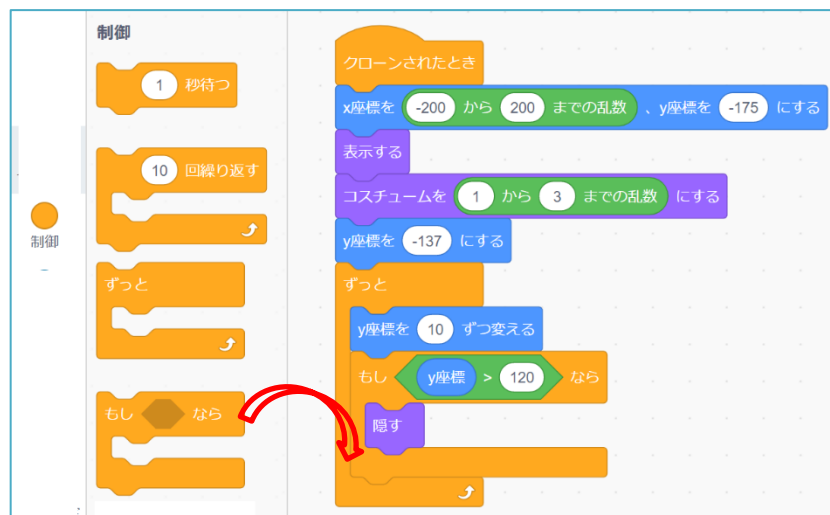 制御
1 秒待つ
10 回繰り返す
制御
ずっと
もし なら
クローンされたとき
x座標を -200 から 200 までの乱数 、y座標を -175 にする
表示する
コスチュームを 1 から 3 までの乱数 にする
y座標を -137 にする
ずっと
y座標を 10 ずつ変える
もし y座標 > 120 なら
隠す